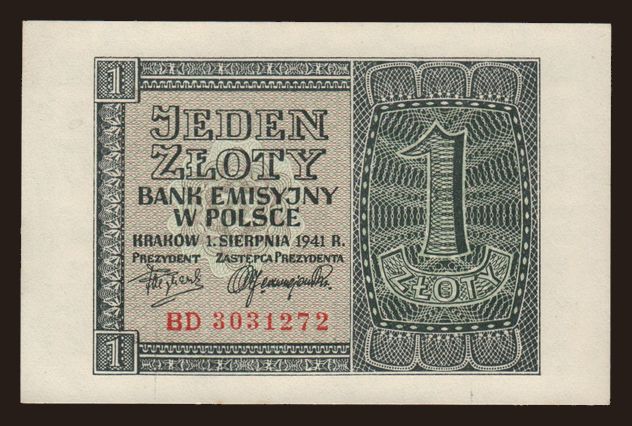 1
JEDEN
ZŁOTY
BANK EMISYJNY
W POLSCE
KRAKÓW 1. SIERPNIA 1941 R.
PREZYDENT ZASTĘPCA PREZYDENTA
BD 3031272
1
1
ZŁOTY